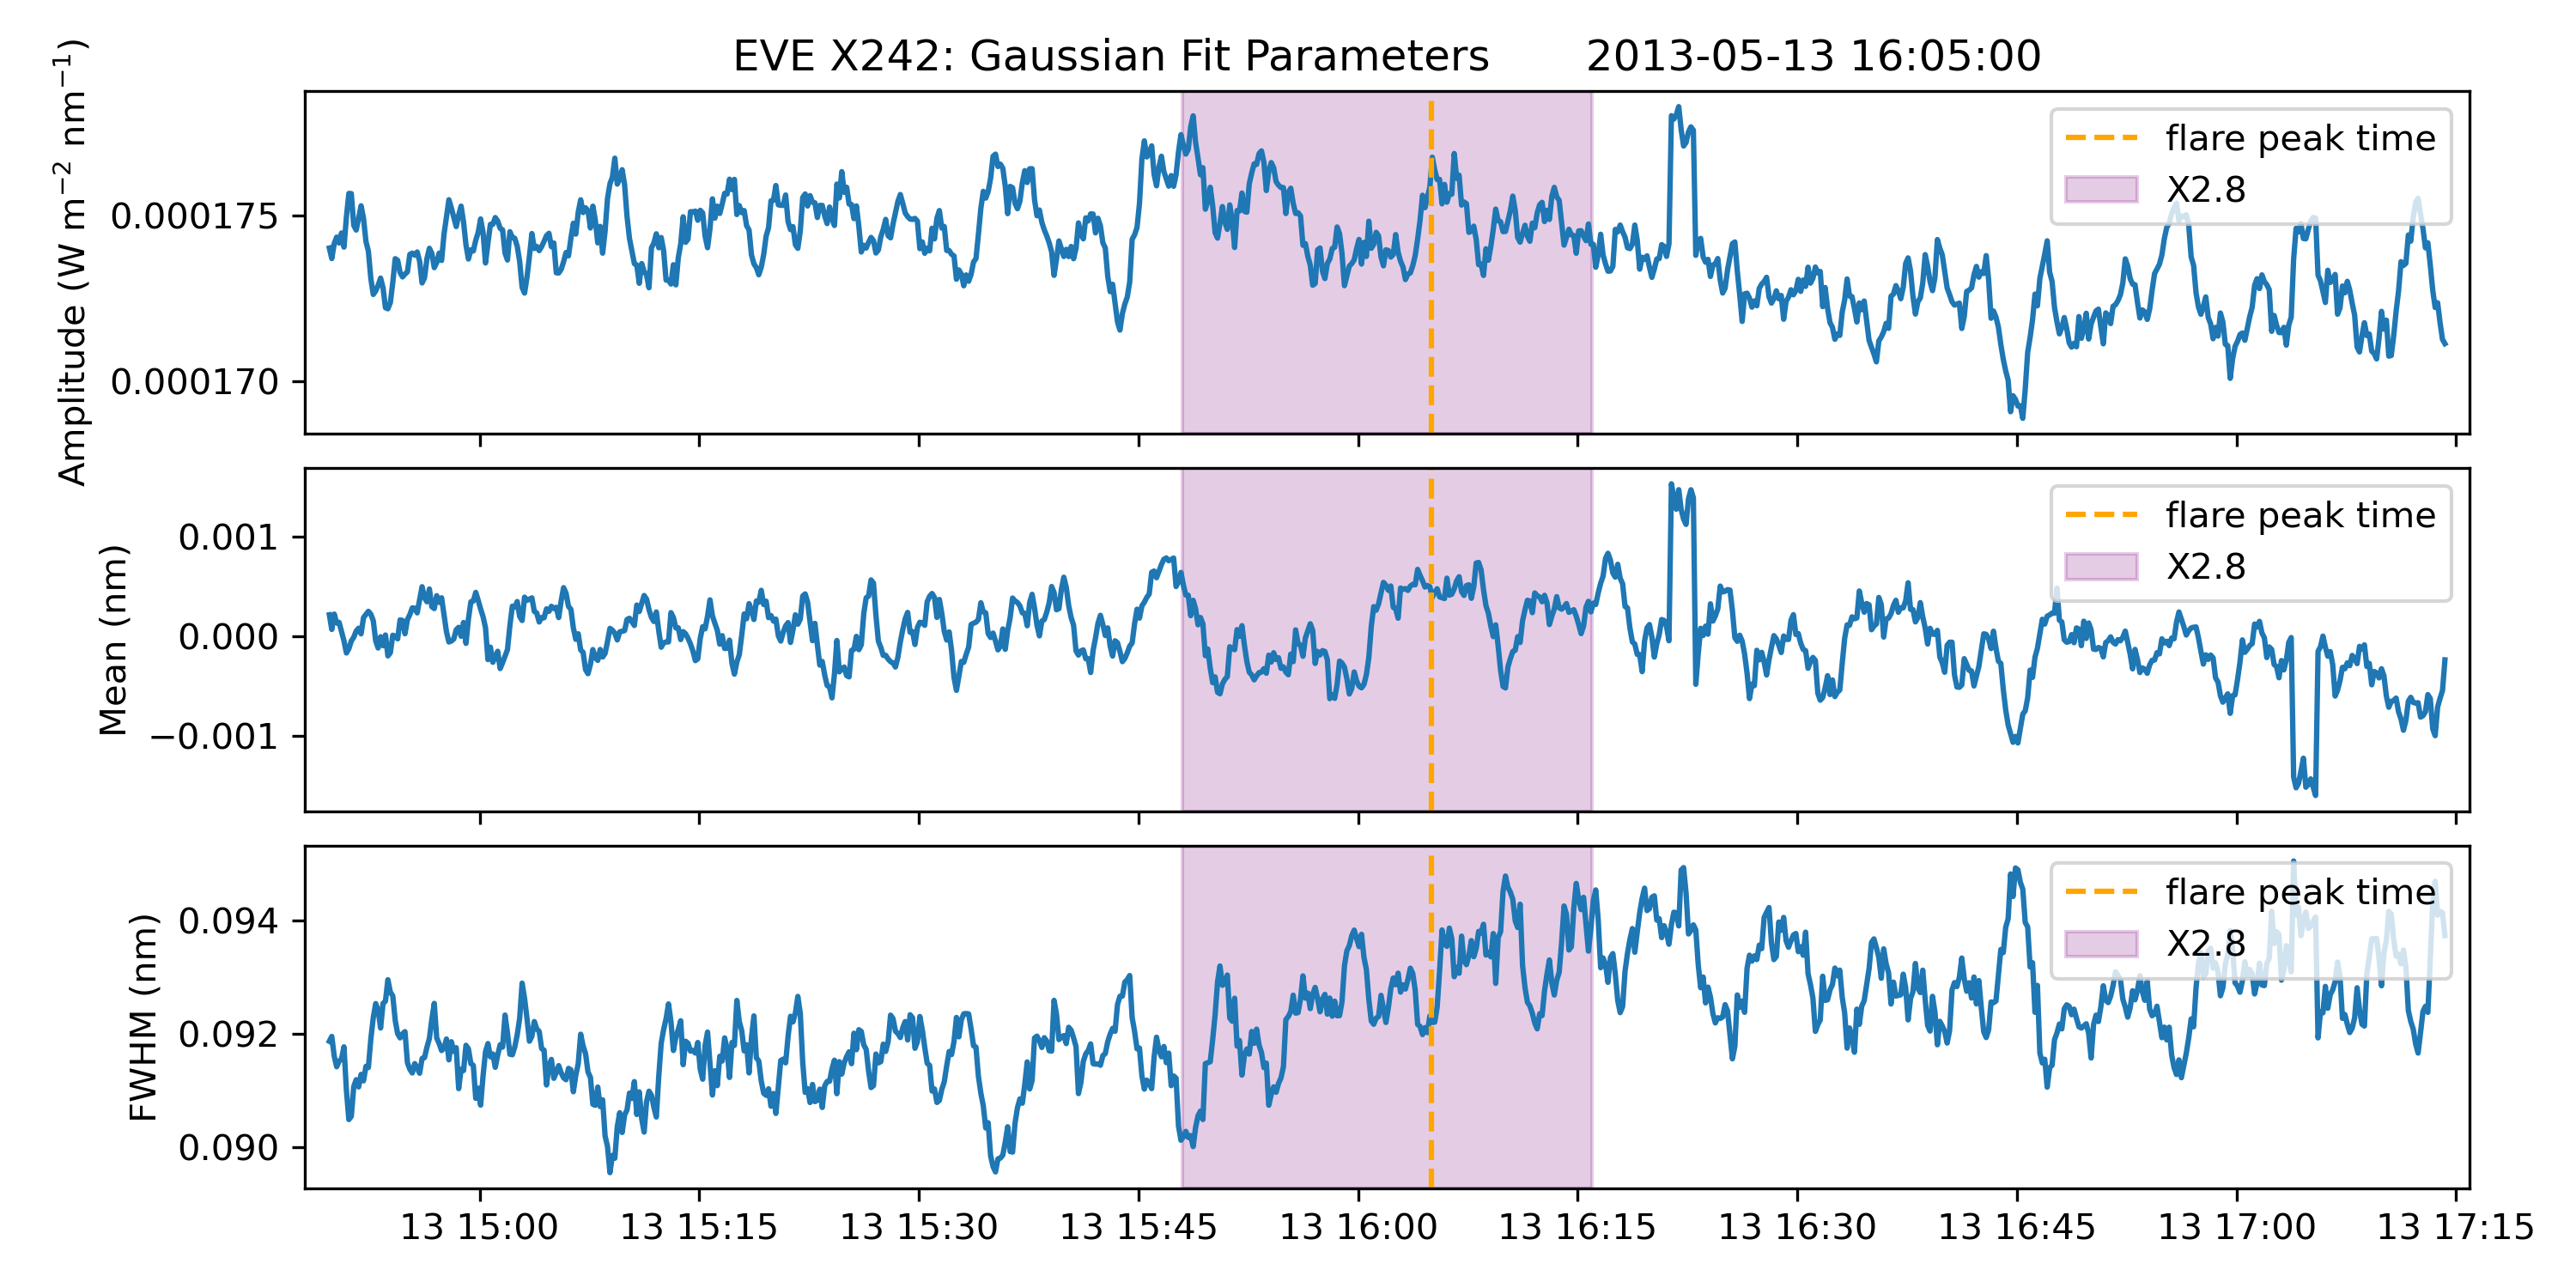 EVE X242: Gaussian Fit Parameters 2013-05-13 16:05:00
Amplitude (W m⁻² nm⁻¹)
0.000175
0.000170
flare peak time
X2.8
Mean (nm)
0.001
0.000
−0.001
flare peak time
X2.8
FWHM (nm)
0.094
0.092
0.090
flare peak time
X2.8
13 15:00 13 15:15 13 15:30 13 15:45 13 16:00 13 16:15 13 16:30 13 16:45 13 17:00 13 17:15